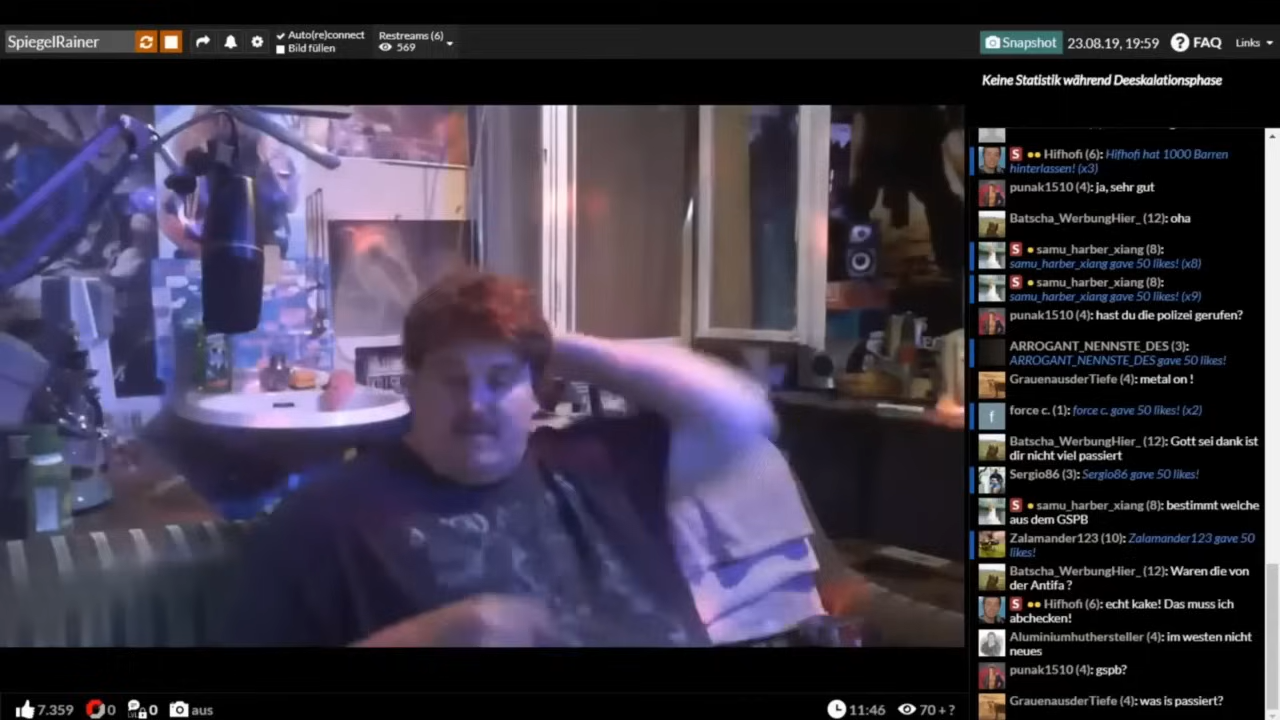 SpiegelRainer
Auto(re)connect
Bild füllen
Restreams (6)
569
Snapshot
23.08.19, 19:59
FAQ
Links
Keine Statistik während Deeskalationsphase
S Hifhofi (6): Hifhofi hat 1000 Barren
hinterlassen! (x3)
punak1510 (4): ja, sehr gut
Batscha_WerbungHier_ (12): oha
S samu_harber_xiang (8):
samu_harber_xiang gave 50 likes! (x8)
S samu_harber_xiang (8):
samu_harber_xiang gave 50 likes! (x9)
punak1510 (4): hast du die polizei gerufen?
ARROGANT_NENNSTE_DES (3):
ARROGANT_NENNSTE_DES gave 50 likes!
GrauenausderTiefe (4): metal on !
f force c. (1): force c. gave 50 likes! (x2)
Batscha_WerbungHier_ (12): Gott sei dank ist
dir nicht viel passiert
Sergio86 (3): Sergio86 gave 50 likes!
S samu_harber_xiang (8): bestimmt welche
aus dem GSPB
Zalamander123 (10): Zalamander123 gave 50
likes!
Batscha_WerbungHier_ (12): Waren die von
der Antifa ?
S Hifhofi (6): echt kake! Das muss ich
abchecken!
Aluminiumhuthersteller (4): im westen nicht
neues
punak1510 (4): gspb?
GrauenausderTiefe (4): was is passiert?
7.359
0
0
aus
11:46
70 + ?